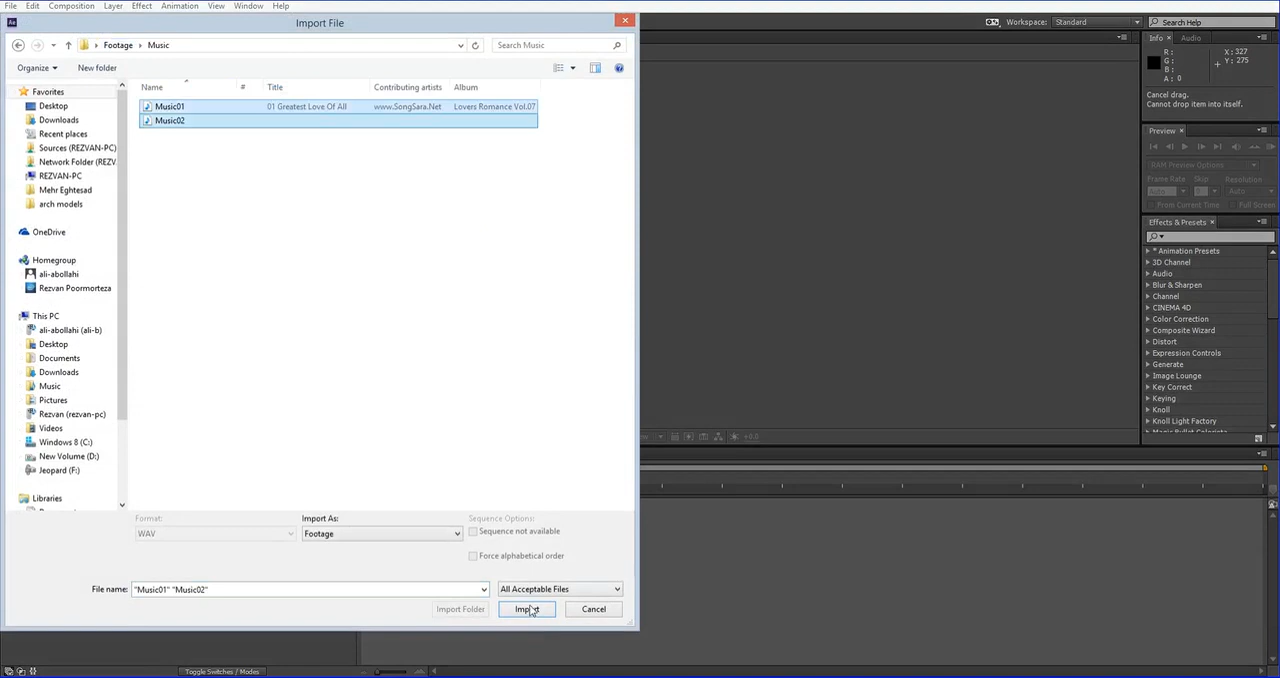 File Edit Composition Layer Effect Animation View Window Help
Import File
Workspace: Standard Search Help
Footage Music Search Music
Organize New folder
Name # Title Contributing artists Album
Music01 01 Greatest Love Of All www.SongSara.Net Lovers Romance Vol.07
Music02
Favorites
Desktop
Downloads
Recent places
Sources (REZVAN-PC)
Network Folder (REZV
REZVAN-PC
Mehr Eghtesad
arch models
OneDrive
Homegroup
ali-abollahi
Rezvan Poormorteza
This PC
ali-abollahi (ali-b)
Desktop
Documents
Downloads
Music
Pictures
Rezvan (rezvan-pc)
Videos
Windows 8 (C:)
New Volume (D:)
Jeopard (F:)
Libraries
Format: Import As: Sequence Options:
WAV Footage Sequence not available
Force alphabetical order
File name: "Music01" "Music02" All Acceptable Files
Import Folder Import Cancel
Info Audio
R: X: 327
G: Y: 275
B:
A: 0
Cancel drag.
Cannot drop item into itself.
Preview
RAM Preview Options
Frame Rate Skip Resolution
Auto 0 Auto
From Current Time Full Screen
Effects & Presets
* Animation Presets
3D Channel
Audio
Blur & Sharpen
Channel
CINEMA 4D
Color Correction
Composite Wizard
Distort
Expression Controls
Generate
Image Lounge
Key Correct
Keying
Knoll
Knoll Light Factory
+0.0
Toggle Switches / Modes